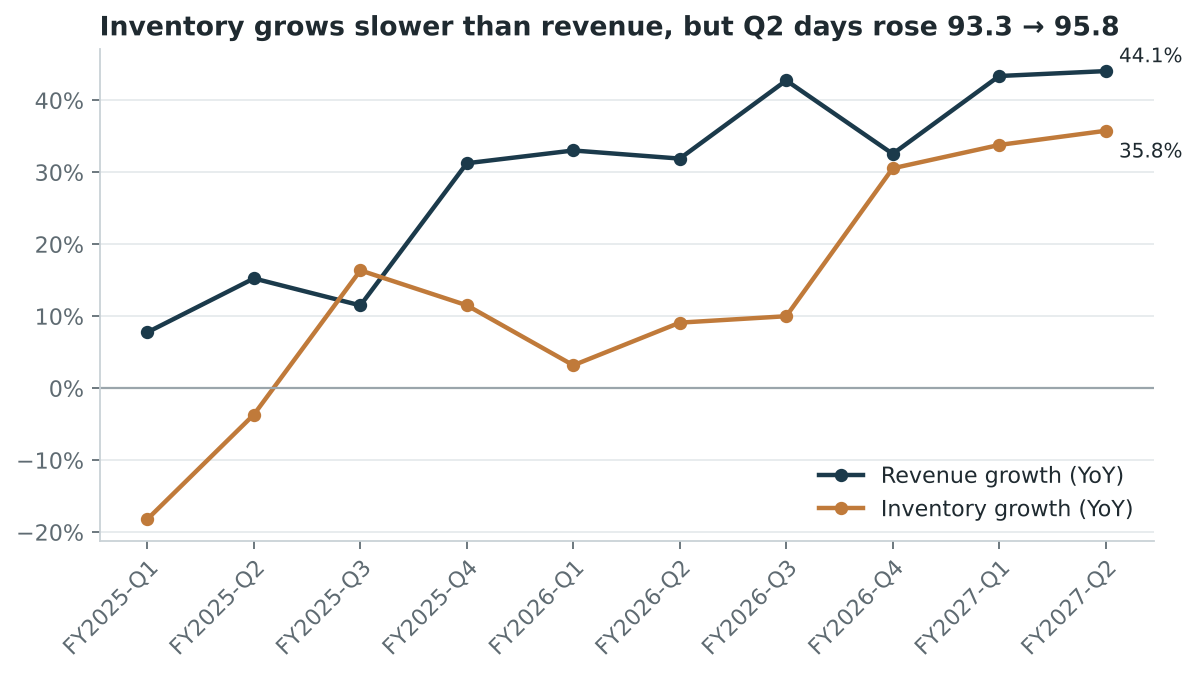 Inventory grows slower than revenue, but Q2 days rose 93.3 → 95.8
44.1%
40%
35.8%
30%
20%
10%
0%
−10%
−20%
Revenue growth (YoY)
Inventory growth (YoY)
FY2025-Q1
FY2025-Q2
FY2025-Q3
FY2025-Q4
FY2026-Q1
FY2026-Q2
FY2026-Q3
FY2026-Q4
FY2027-Q1
FY2027-Q2